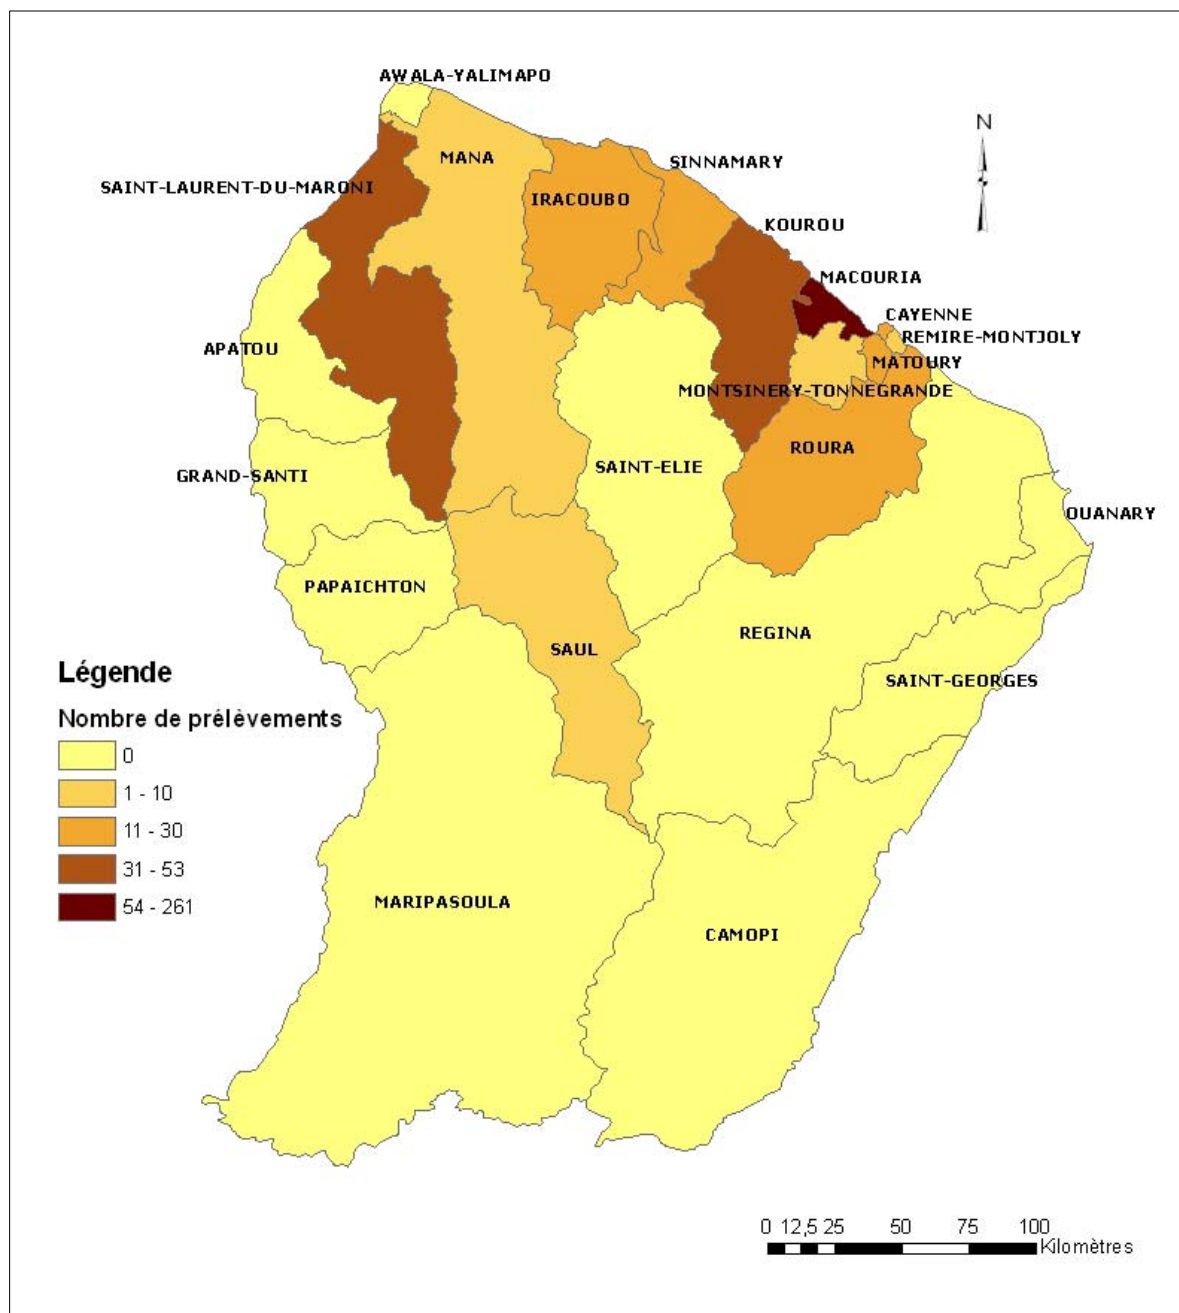 AWALA-YALIMAPO
N
MANA
SINNAMARY
SAINT-LAURENT-DU-MARONI
IRACOUBO
KOUROU
MACOURIA
CAYENNE
REMIRE-MONTJOLY
APATOU
MATOURY
MONTSINERY-TONNEGRANDE
ROURA
SAINT-ELIE
GRAND-SANTI
OUANARY
PAPAICHTON
REGINA
SAUL
SAINT-GEORGES
Légende
Nombre de prélèvements
0
1 - 10
11 - 30
31 - 53
54 - 261
MARIPASOULA
CAMOPI
0 12,5 25 50 75 100
Kilomètres